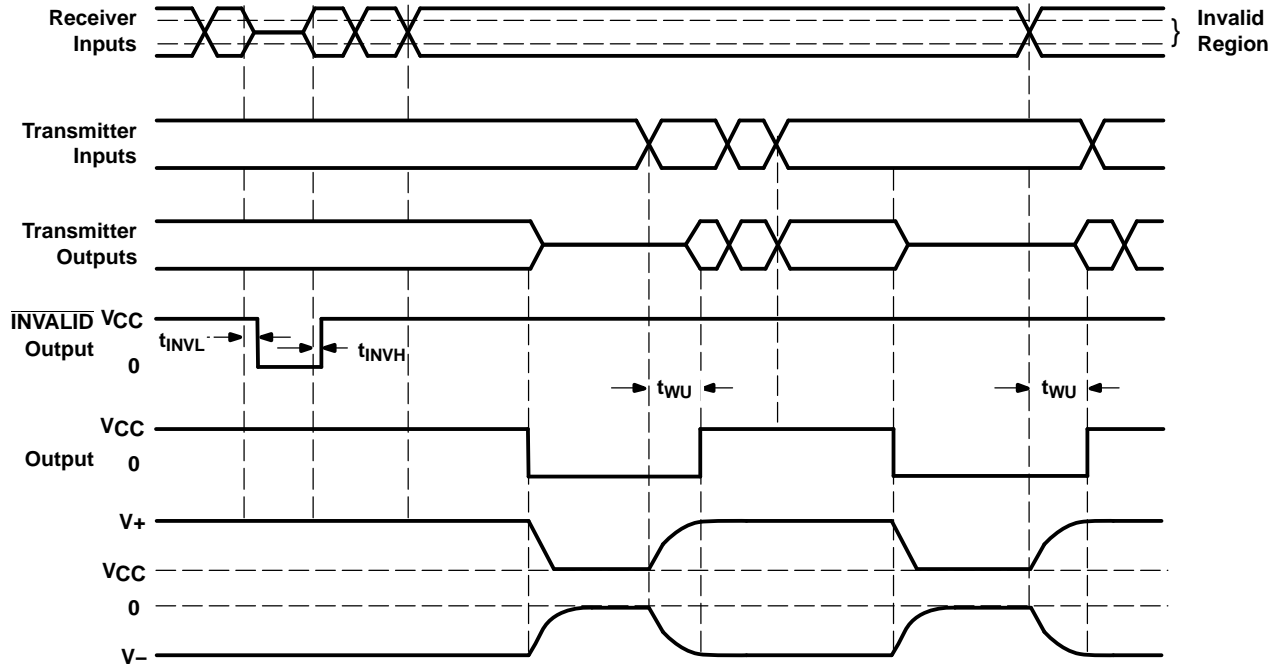 Receiver
Inputs
} Invalid
Region
Transmitter
Inputs
Transmitter
Outputs
INVALID
Output
VCC
0
tINVL
tINVH
tWU
tWU
Output
VCC
0
V+
VCC
0
V−